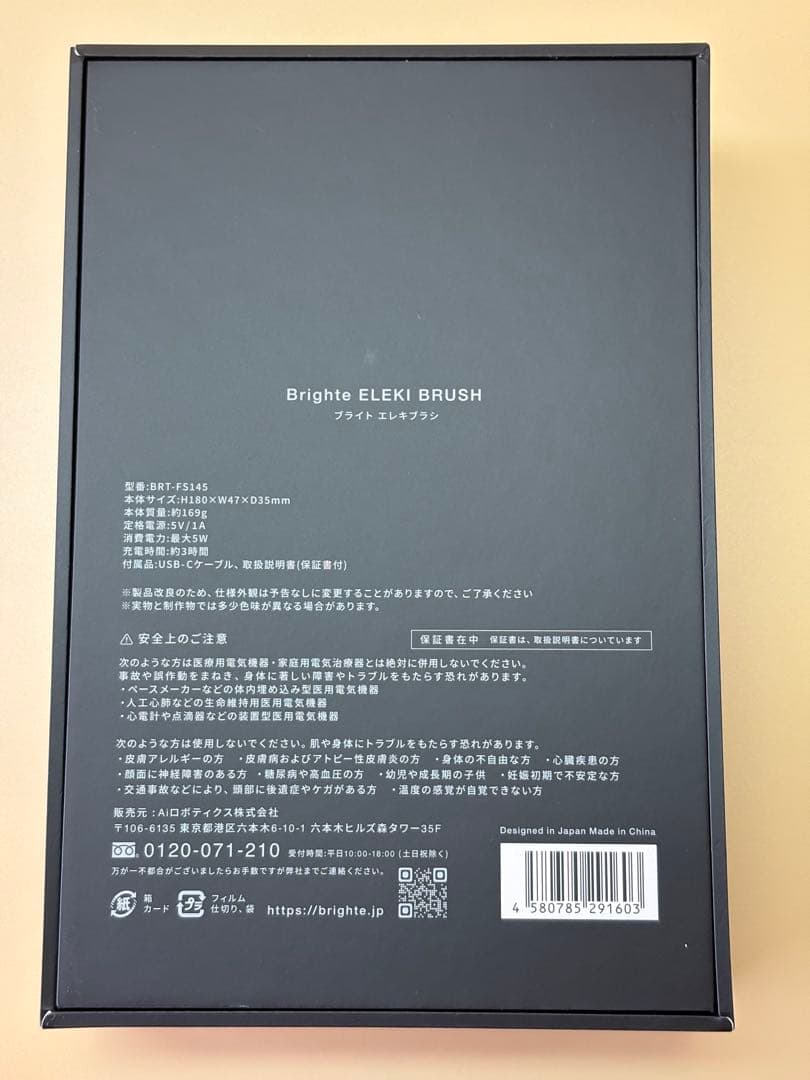 Brighte ELEKI BRUSH
ブライト エレキブラシ
型番:BRT-FS145
本体サイズ:H180×W47×D35mm
本体質量:約169g
定格電源:5V/1A
消費電力:最大5W
充電時間:約3時間
付属品:USB-Cケーブル、取扱説明書(保証書付)
※製品改良のため、仕様外観は予告なしに変更することがありますので、ご了承ください
※実物と制作物では多少色味が異なる場合があります。
⚠ 安全上のご注意
保証書在中 保証書は、取扱説明書についています
次のような方は医療用電気機器・家庭用電気治療器とは絶対に併用しないでください。
事故や誤作動をまねき、身体に著しい障害やトラブルをもたらす恐れがあります。
・ペースメーカーなどの体内埋め込み型医用電気機器
・人工心肺などの生命維持用医用電気機器
・心電計や点滴器などの装置型医用電気機器
次のような方は使用しないでください。肌や身体にトラブルをもたらす恐れがあります。
・皮膚アレルギーの方 ・皮膚病およびアトピー性皮膚炎の方 ・身体の不自由な方 ・心臓疾患の方
・顔面に神経障害のある方 ・糖尿病や高血圧の方 ・幼児や成長期の子供 ・妊娠初期で不安定な方
・交通事故などにより、頭部に後遺症やケガがある方 ・温度の感覚が自覚できない方
販売元:Aiロボティクス株式会社
〒106-6135 東京都港区六本木6-10-1 六本木ヒルズ森タワー35F
0120-071-210 受付時間:平日10:00-18:00 (土日祝除く)
万が一不都合がございましたらお手数ですが弊社までご連絡ください。
紙 箱 カード プラ フィルム 仕切り、袋 https://brighte.jp
Designed in Japan Made in China
4 580785 291603